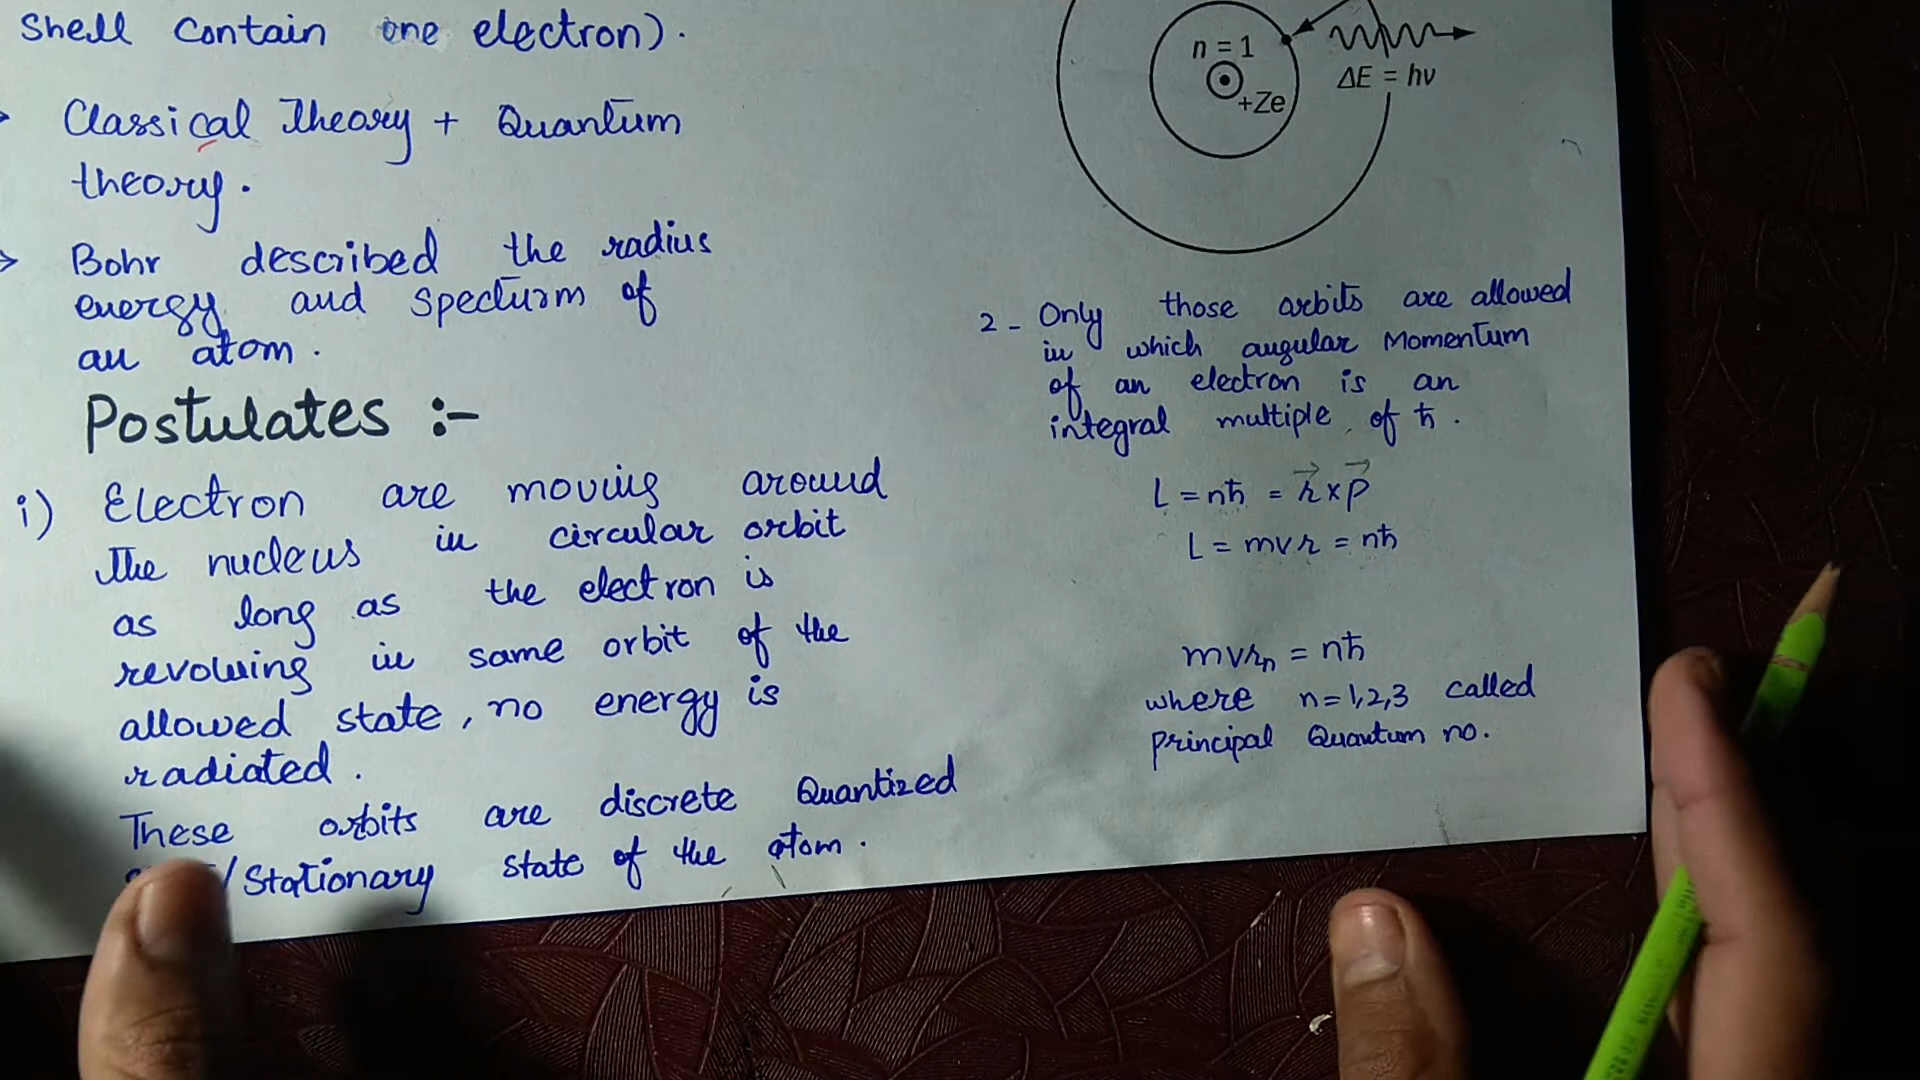 Shell contain one electron).
Classical Theory + Quantum
theory.
Bohr described the radius
energy and specturm of
an atom.
Postulates :-
i) Electron are moving around
The nucleus in circular orbit
as long as the electron is
revolving in same orbit of the
allowed state, no energy is
radiated.
These orbits are discrete Quantized
/Stationary state of the atom.
n = 1
+Ze
ΔE = hν
2 - Only those orbits are allowed
in which angular Momentum
of an electron is an
integral multiple of ħ.
L = nħ = r⃗ x p⃗
L = mvr = nħ
mvrₙ = nħ
where n=1,2,3 called
principal Quantum no.